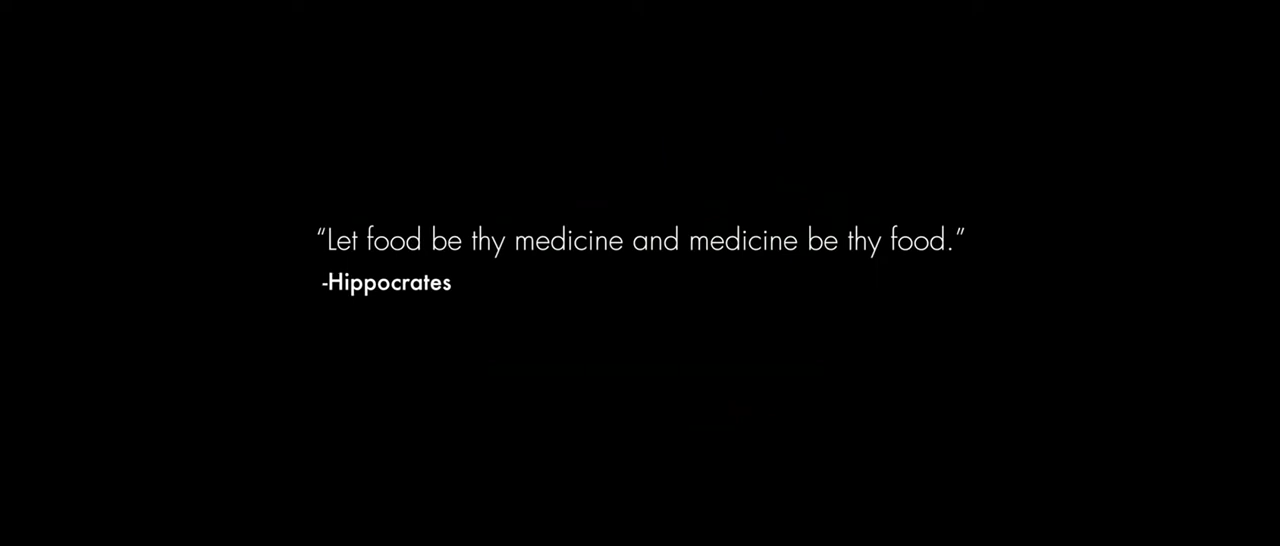 “Let food be thy medicine and medicine be thy food.”
-Hippocrates